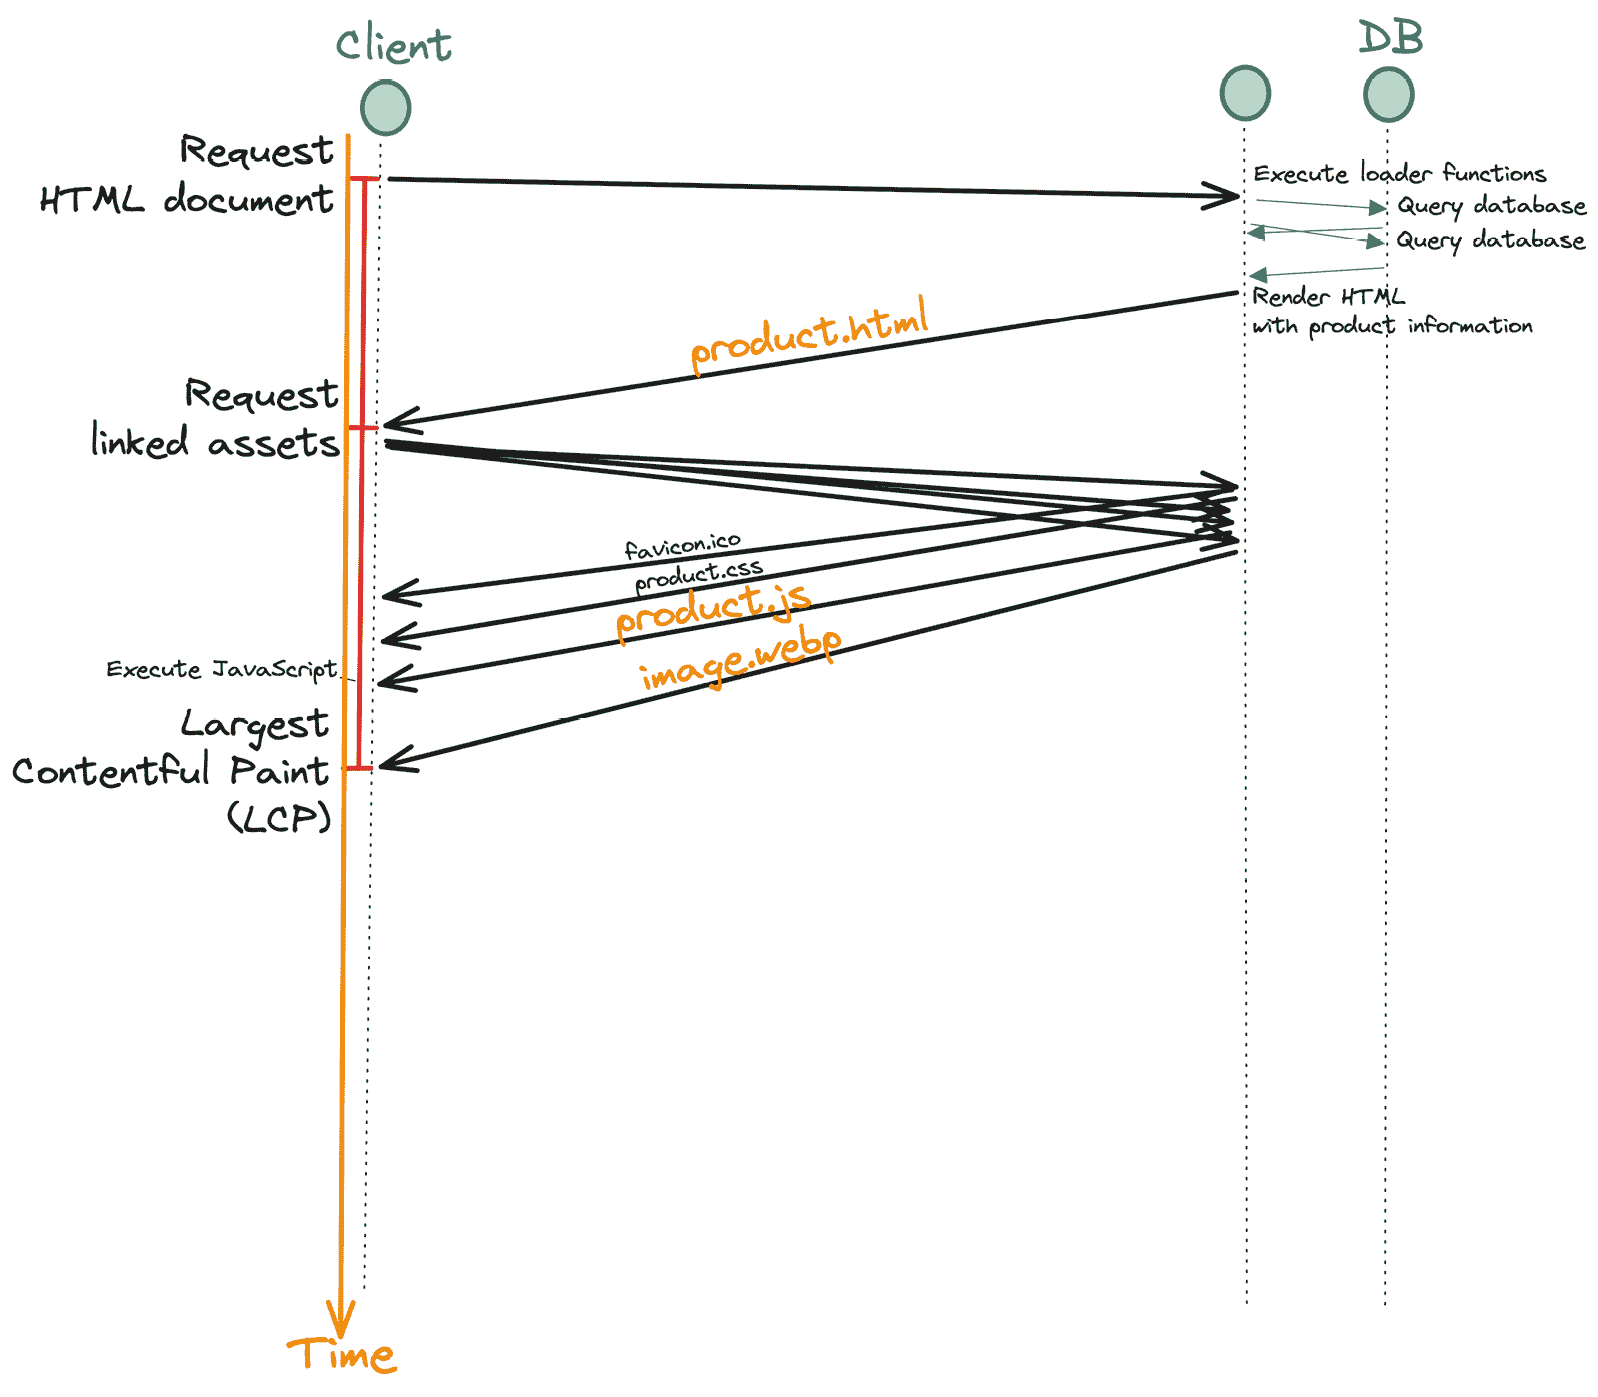 Client
DB
Request
HTML document
Execute loader functions
Query database
Query database
Render HTML
with product information
product.html
Request
linked assets
favicon.ico
product.css
product.js
image.webp
Execute JavaScript
Largest
Contentful Paint
(LCP)
Time